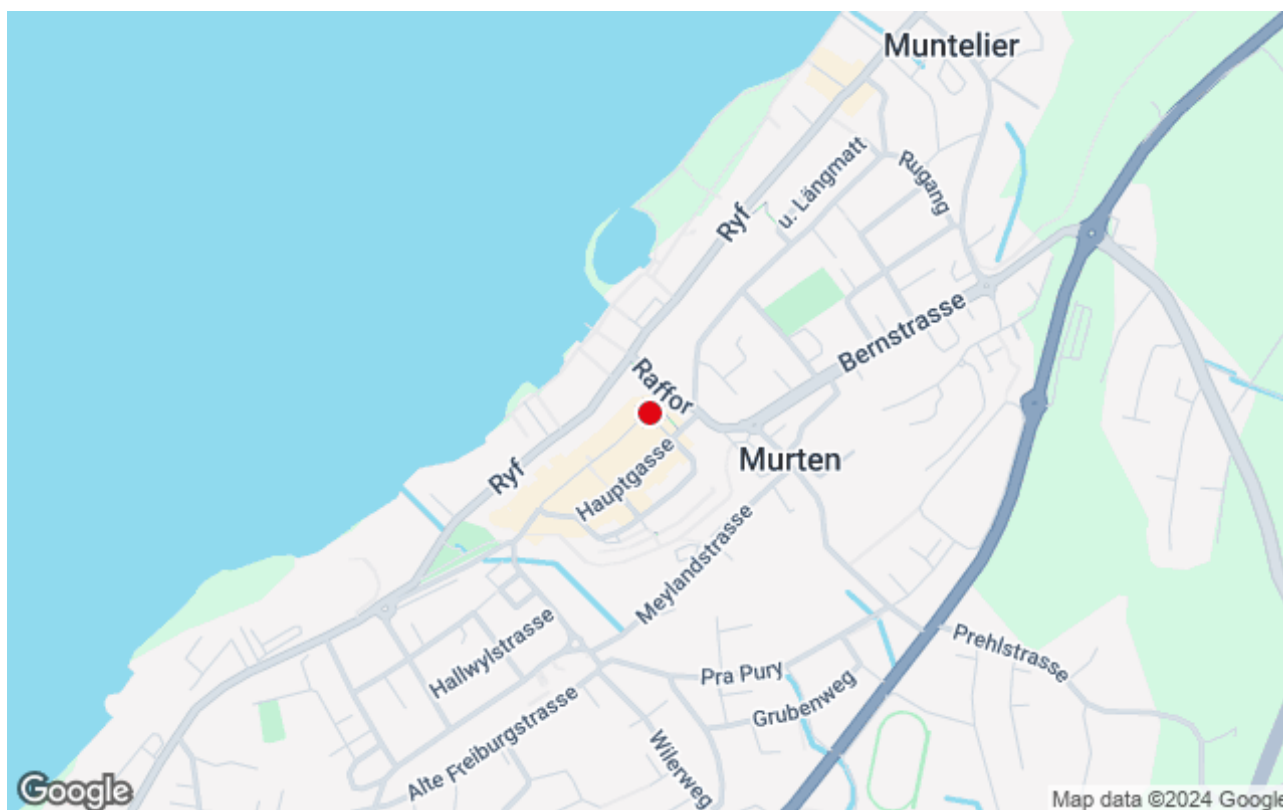 Muntelier
u. Längmatt
Rugang
Ryf
Bernstrasse
Raffor
Murten
Ryf
Hauptgasse
Meylandstrasse
Hallwylstrasse
Prehlstrasse
Pra Pury
Grubenweg
Alte Freiburgstrasse
Wilerweg
Google
Map data ©2024 Google